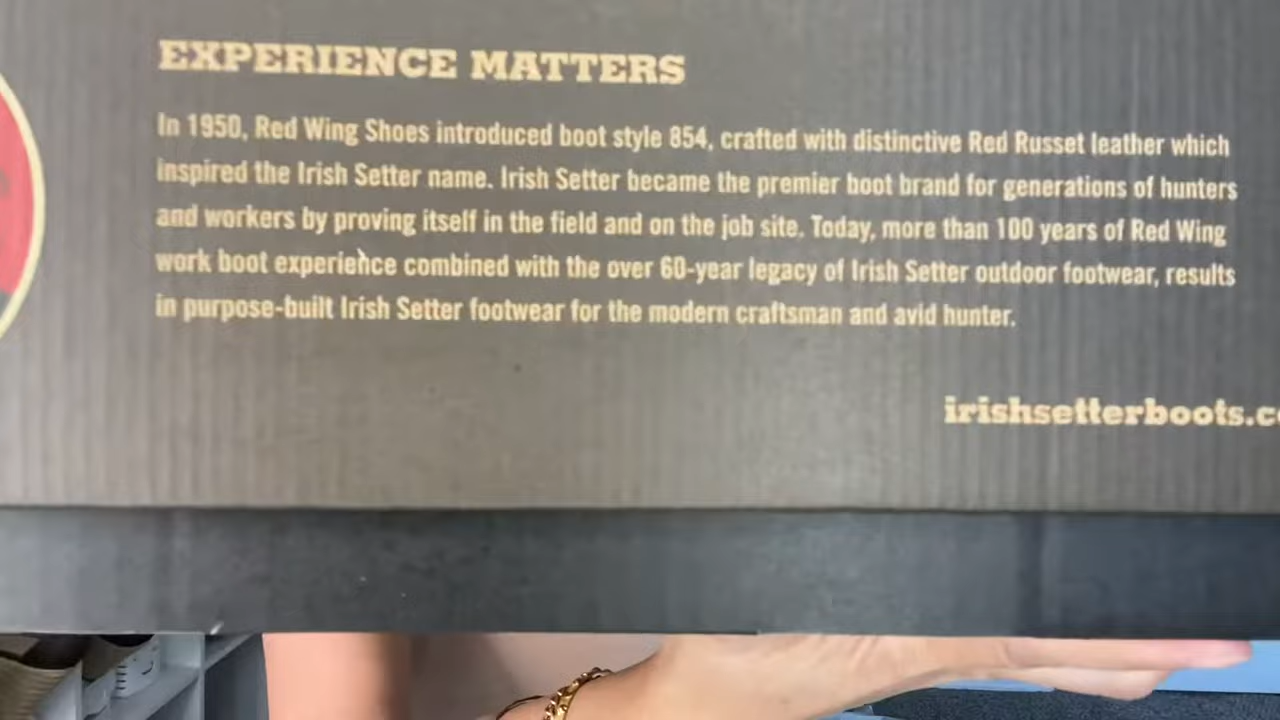 EXPERIENCE MATTERS
In 1950, Red Wing Shoes introduced boot style 854, crafted with distinctive Red Russet leather which
inspired the Irish Setter name. Irish Setter became the premier boot brand for generations of hunters
and workers by proving itself in the field and on the job site. Today, more than 100 years of Red Wing
work boot experience combined with the over 60-year legacy of Irish Setter outdoor footwear, results
in purpose-built Irish Setter footwear for the modern craftsman and avid hunter.
irishsetterboots.c